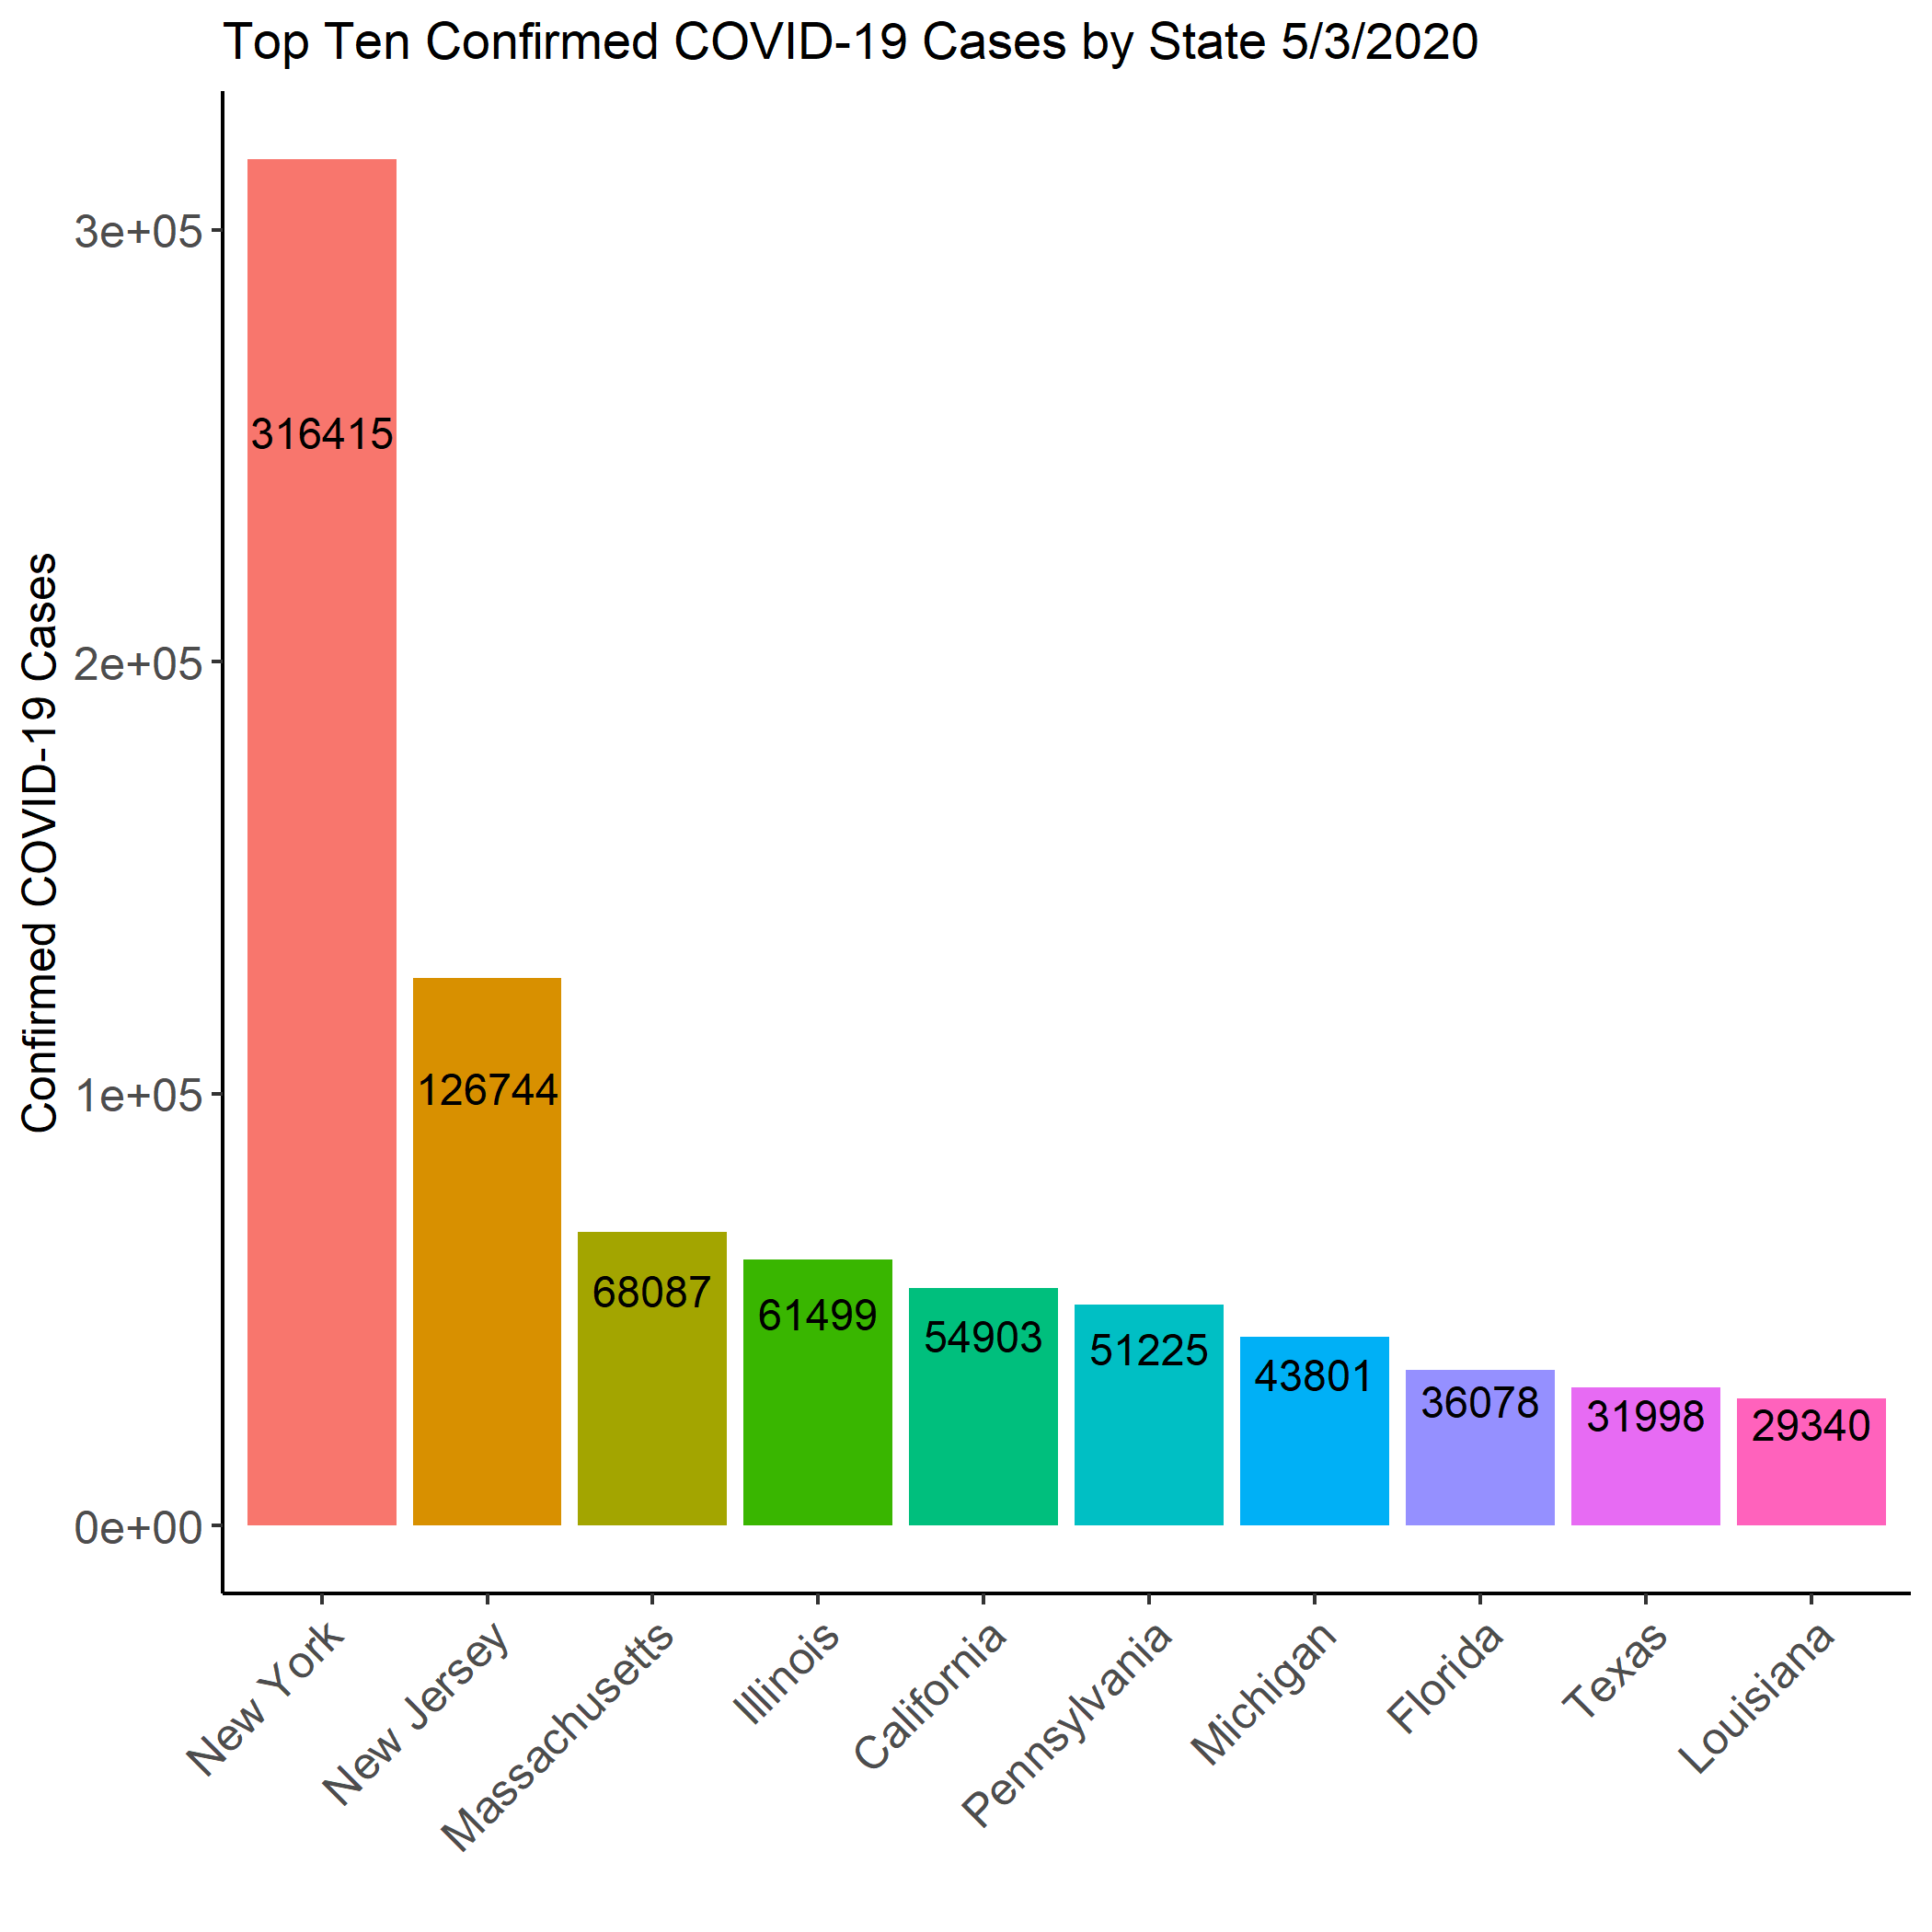 Top Ten Confirmed COVID-19 Cases by State 5/3/2020
Confirmed COVID-19 Cases
3e+05
2e+05
1e+05
0e+00
316415
126744
68087
61499
54903
51225
43801
36078
31998
29340
New York
New Jersey
Massachusetts
Illinois
California
Pennsylvania
Michigan
Florida
Texas
Louisiana